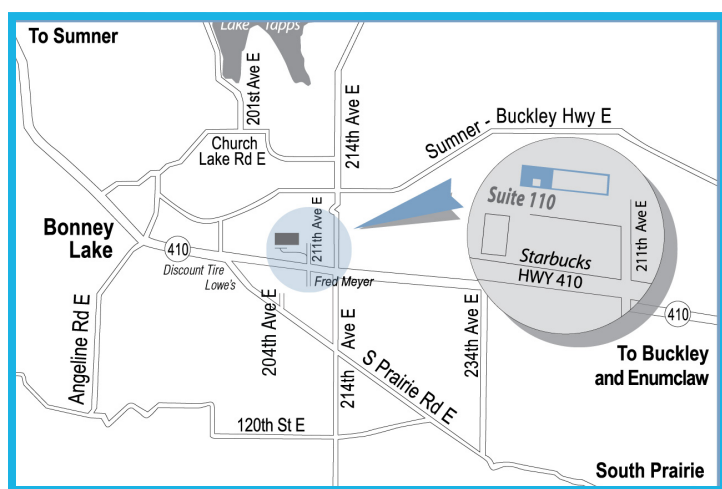 Lake Tapps
To Sumner
201st Ave E
214th Ave E
Sumner - Buckley Hwy E
Church
Lake Rd E
Suite 110
211th Ave E
Starbucks
HWY 410
410
To Buckley
and Enumclaw
Bonney
Lake
410
211th Ave E
Discount Tire
Lowe's
Fred Meyer
Angeline Rd E
204th Ave E
214th Ave E
S Prairie Rd E
234th Ave E
120th St E
South Prairie